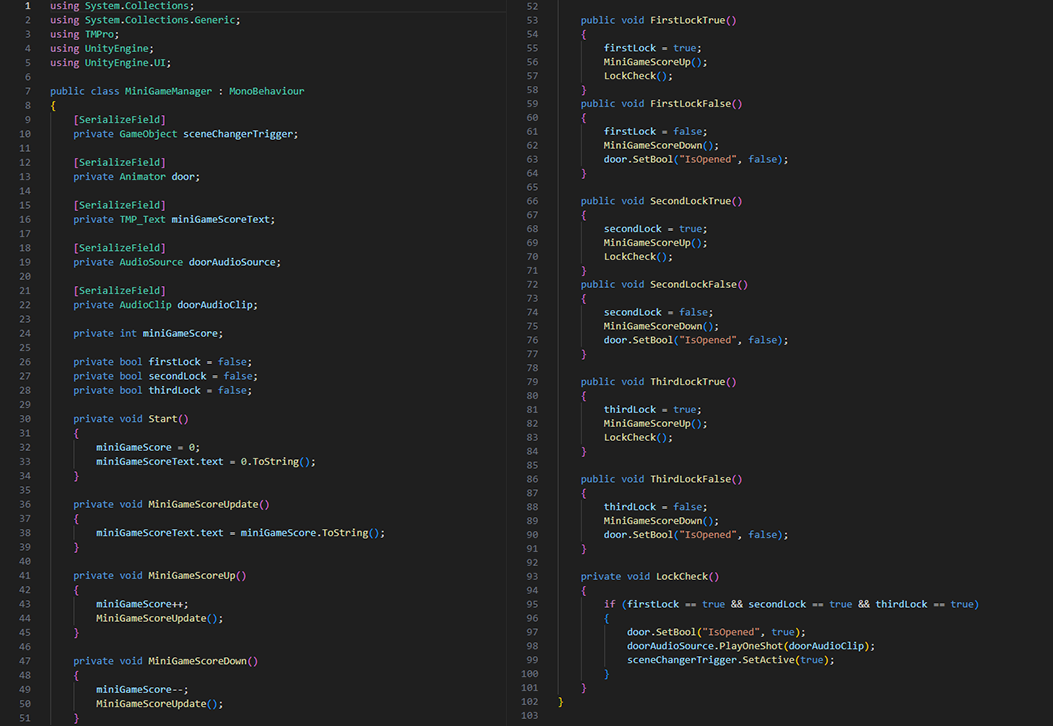 1 using System.Collections;
2 using System.Collections.Generic;
3 using TMPro;
4 using UnityEngine;
5 using UnityEngine.UI;
6
7 public class MiniGameManager : MonoBehaviour
8 {
9 [SerializeField]
10 private GameObject sceneChangerTrigger;
11
12 [SerializeField]
13 private Animator door;
14
15 [SerializeField]
16 private TMP_Text miniGameScoreText;
17
18 [SerializeField]
19 private AudioSource doorAudioSource;
20
21 [SerializeField]
22 private AudioClip doorAudioClip;
23
24 private int miniGameScore;
25
26 private bool firstLock = false;
27 private bool secondLock = false;
28 private bool thirdLock = false;
29
30 private void Start()
31 {
32 miniGameScore = 0;
33 miniGameScoreText.text = 0.ToString();
34 }
35
36 private void MiniGameScoreUpdate()
37 {
38 miniGameScoreText.text = miniGameScore.ToString();
39 }
40
41 private void MiniGameScoreUp()
42 {
43 miniGameScore++;
44 MiniGameScoreUpdate();
45 }
46
47 private void MiniGameScoreDown()
48 {
49 miniGameScore--;
50 MiniGameScoreUpdate();
51 }
52
53 public void FirstLockTrue()
54 {
55 firstLock = true;
56 MiniGameScoreUp();
57 LockCheck();
58 }
59 public void FirstLockFalse()
60 {
61 firstLock = false;
62 MiniGameScoreDown();
63 door.SetBool("IsOpened", false);
64 }
65
66 public void SecondLockTrue()
67 {
68 secondLock = true;
69 MiniGameScoreUp();
70 LockCheck();
71 }
72 public void SecondLockFalse()
73 {
74 secondLock = false;
75 MiniGameScoreDown();
76 door.SetBool("IsOpened", false);
77 }
78
79 public void ThirdLockTrue()
80 {
81 thirdLock = true;
82 MiniGameScoreUp();
83 LockCheck();
84 }
85
86 public void ThirdLockFalse()
87 {
88 thirdLock = false;
89 MiniGameScoreDown();
90 door.SetBool("IsOpened", false);
91 }
92
93 private void LockCheck()
94 {
95 if (firstLock == true && secondLock == true && thirdLock == true)
96 {
97 door.SetBool("IsOpened", true);
98 doorAudioSource.PlayOneShot(doorAudioClip);
99 sceneChangerTrigger.SetActive(true);
100 }
101 }
102 }
103